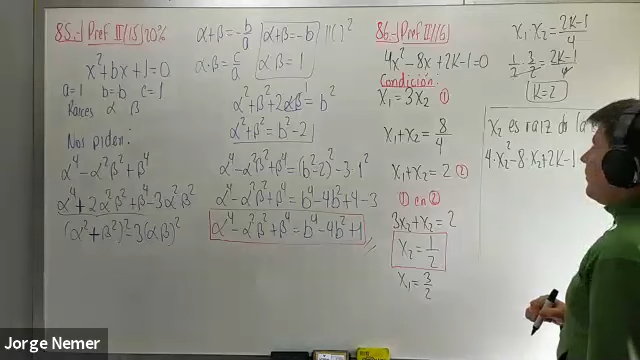 85.-) Pref II/(15) 20%
x²+bx+1=0
a=1 b=b c=1
Raíces α β
Nos piden:
α⁴-α²β²+β⁴
α⁴+2α²β²+β⁴-3α²β²
(α²+β²)²-3(αβ)²
α+β=-b/a
α·β=c/a
α+β=-b /()²
αβ=1
α²+2αβ+β²=b²
α²+β²=b²-2
α⁴-α²β²+β⁴=(b²-2)²-3·1²
α⁴-α²β²+β⁴=b⁴-4b²+4-3
α⁴-α²β²+β⁴=b⁴-4b²+1
86.-) Pref II/(16)
4x²-8x+2K-1=0
Condición:
x₁=3x₂ ①
x₁+x₂=8/4
x₁+x₂=2 ②
① en ②
3x₂+x₂=2
x₂=1/2
x₁=3/2
x₁x₂=2K-1/4
1/2·3/2=2K-1/4
K=2
x₂ es raíz de la
4·x₂²-8x₂+2K-1
Jorge Nemer